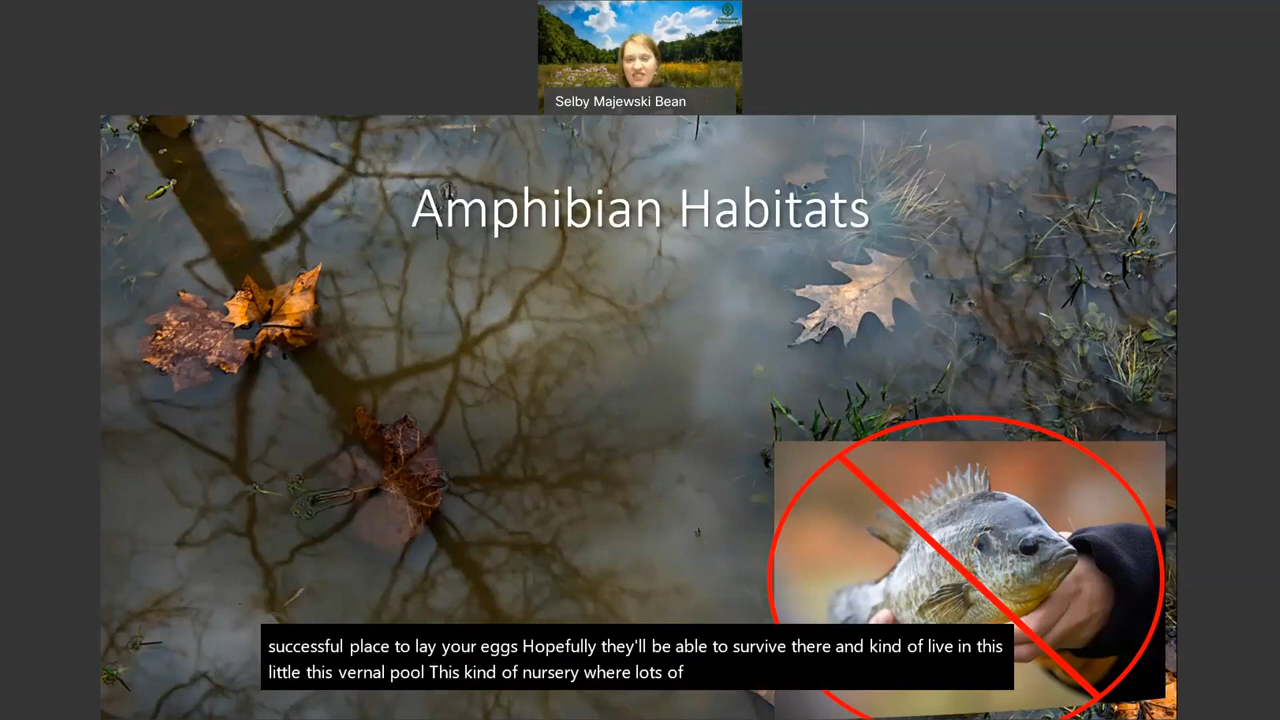 Selby Majewski Bean
Amphibian Habitats
successful place to lay your eggs Hopefully they'll be able to survive there and kind of live in this
little this vernal pool This kind of nursery where lots of